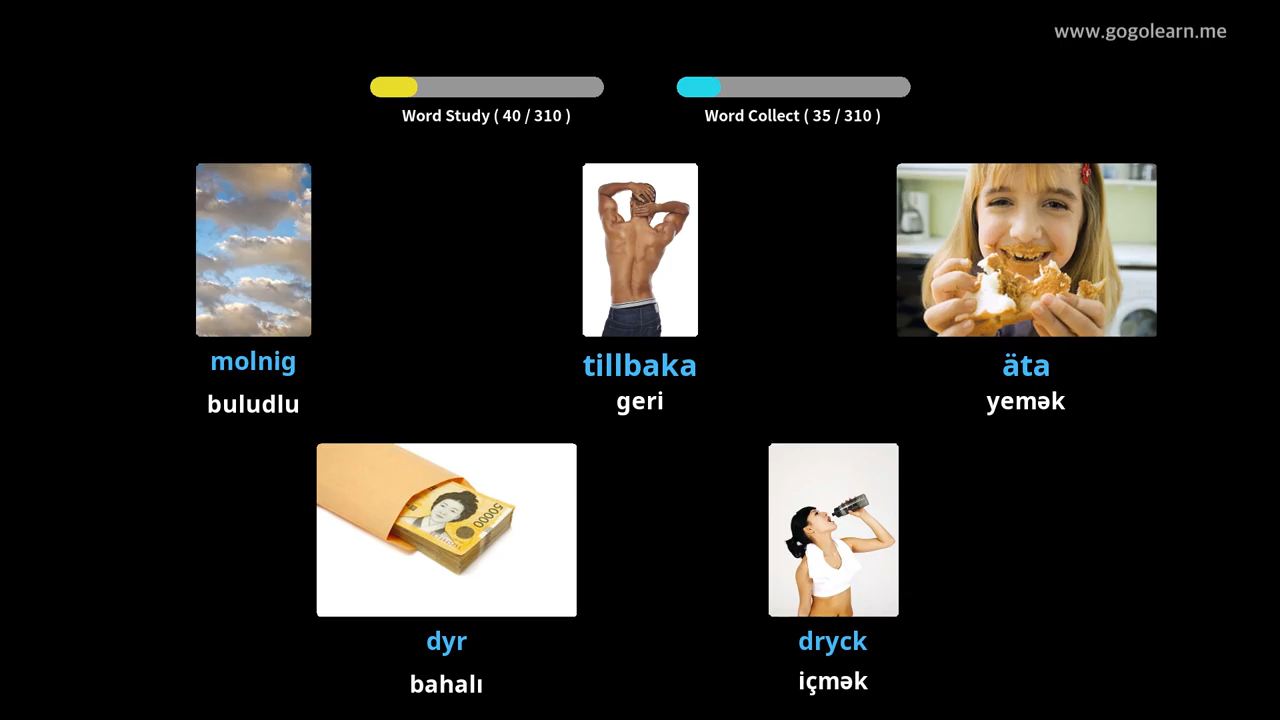 www.gogolearn.me
Word Study ( 40 / 310 )
Word Collect ( 35 / 310 )
molnig
tillbaka
äta
buludlu
geri
yemək
50000
dyr
dryck
bahalı
içmək